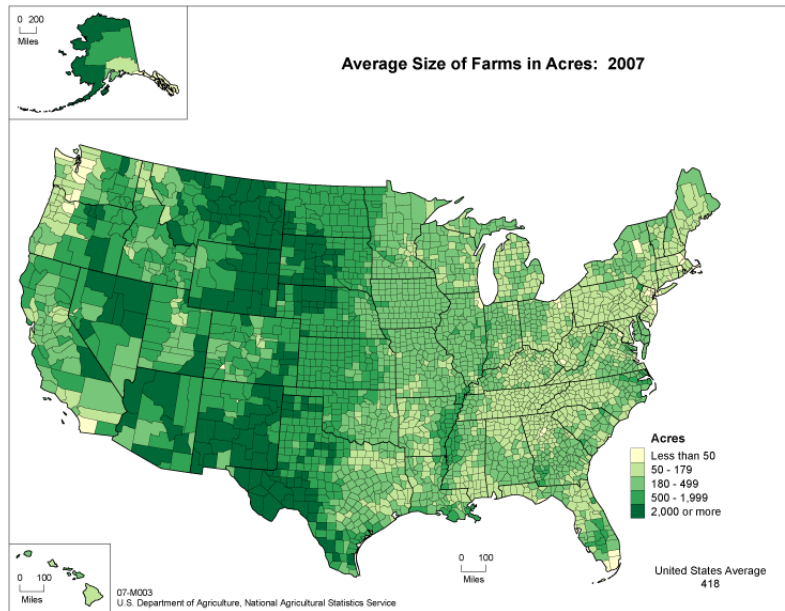 0 200
Miles
Average Size of Farms in Acres: 2007
Acres
Less than 50
50 - 179
180 - 499
500 - 1,999
2,000 or more
0 100
Miles
0 100
Miles
United States Average
418
07-M003
U.S. Department of Agriculture, National Agricultural Statistics Service